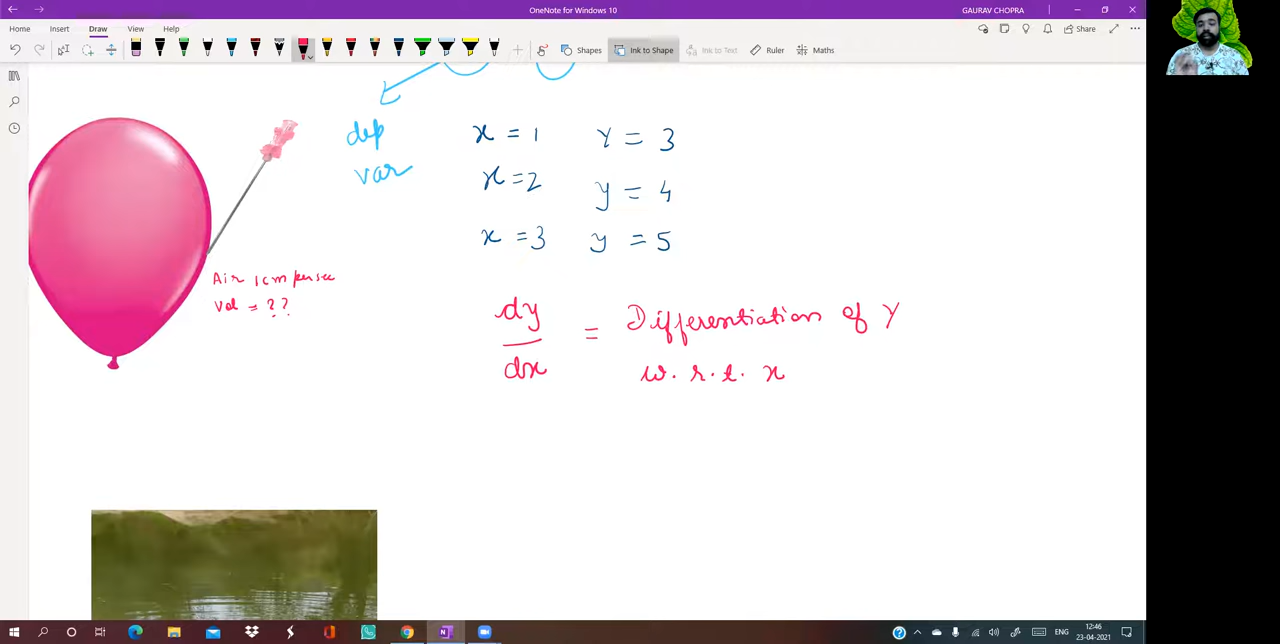 OneNote for Windows 10
GAURAV CHOPRA
Home Insert Draw View Help
Shapes Ink to Shape Ink to Text Ruler Maths
Share
dep
var
x = 1 Y = 3
x = 2 y = 4
x = 3 y = 5
Air 1cm per sec
Vol = ??
dy
dx
= Differentiation of Y
w.r.t. x
ENG
12:46
23-04-2021